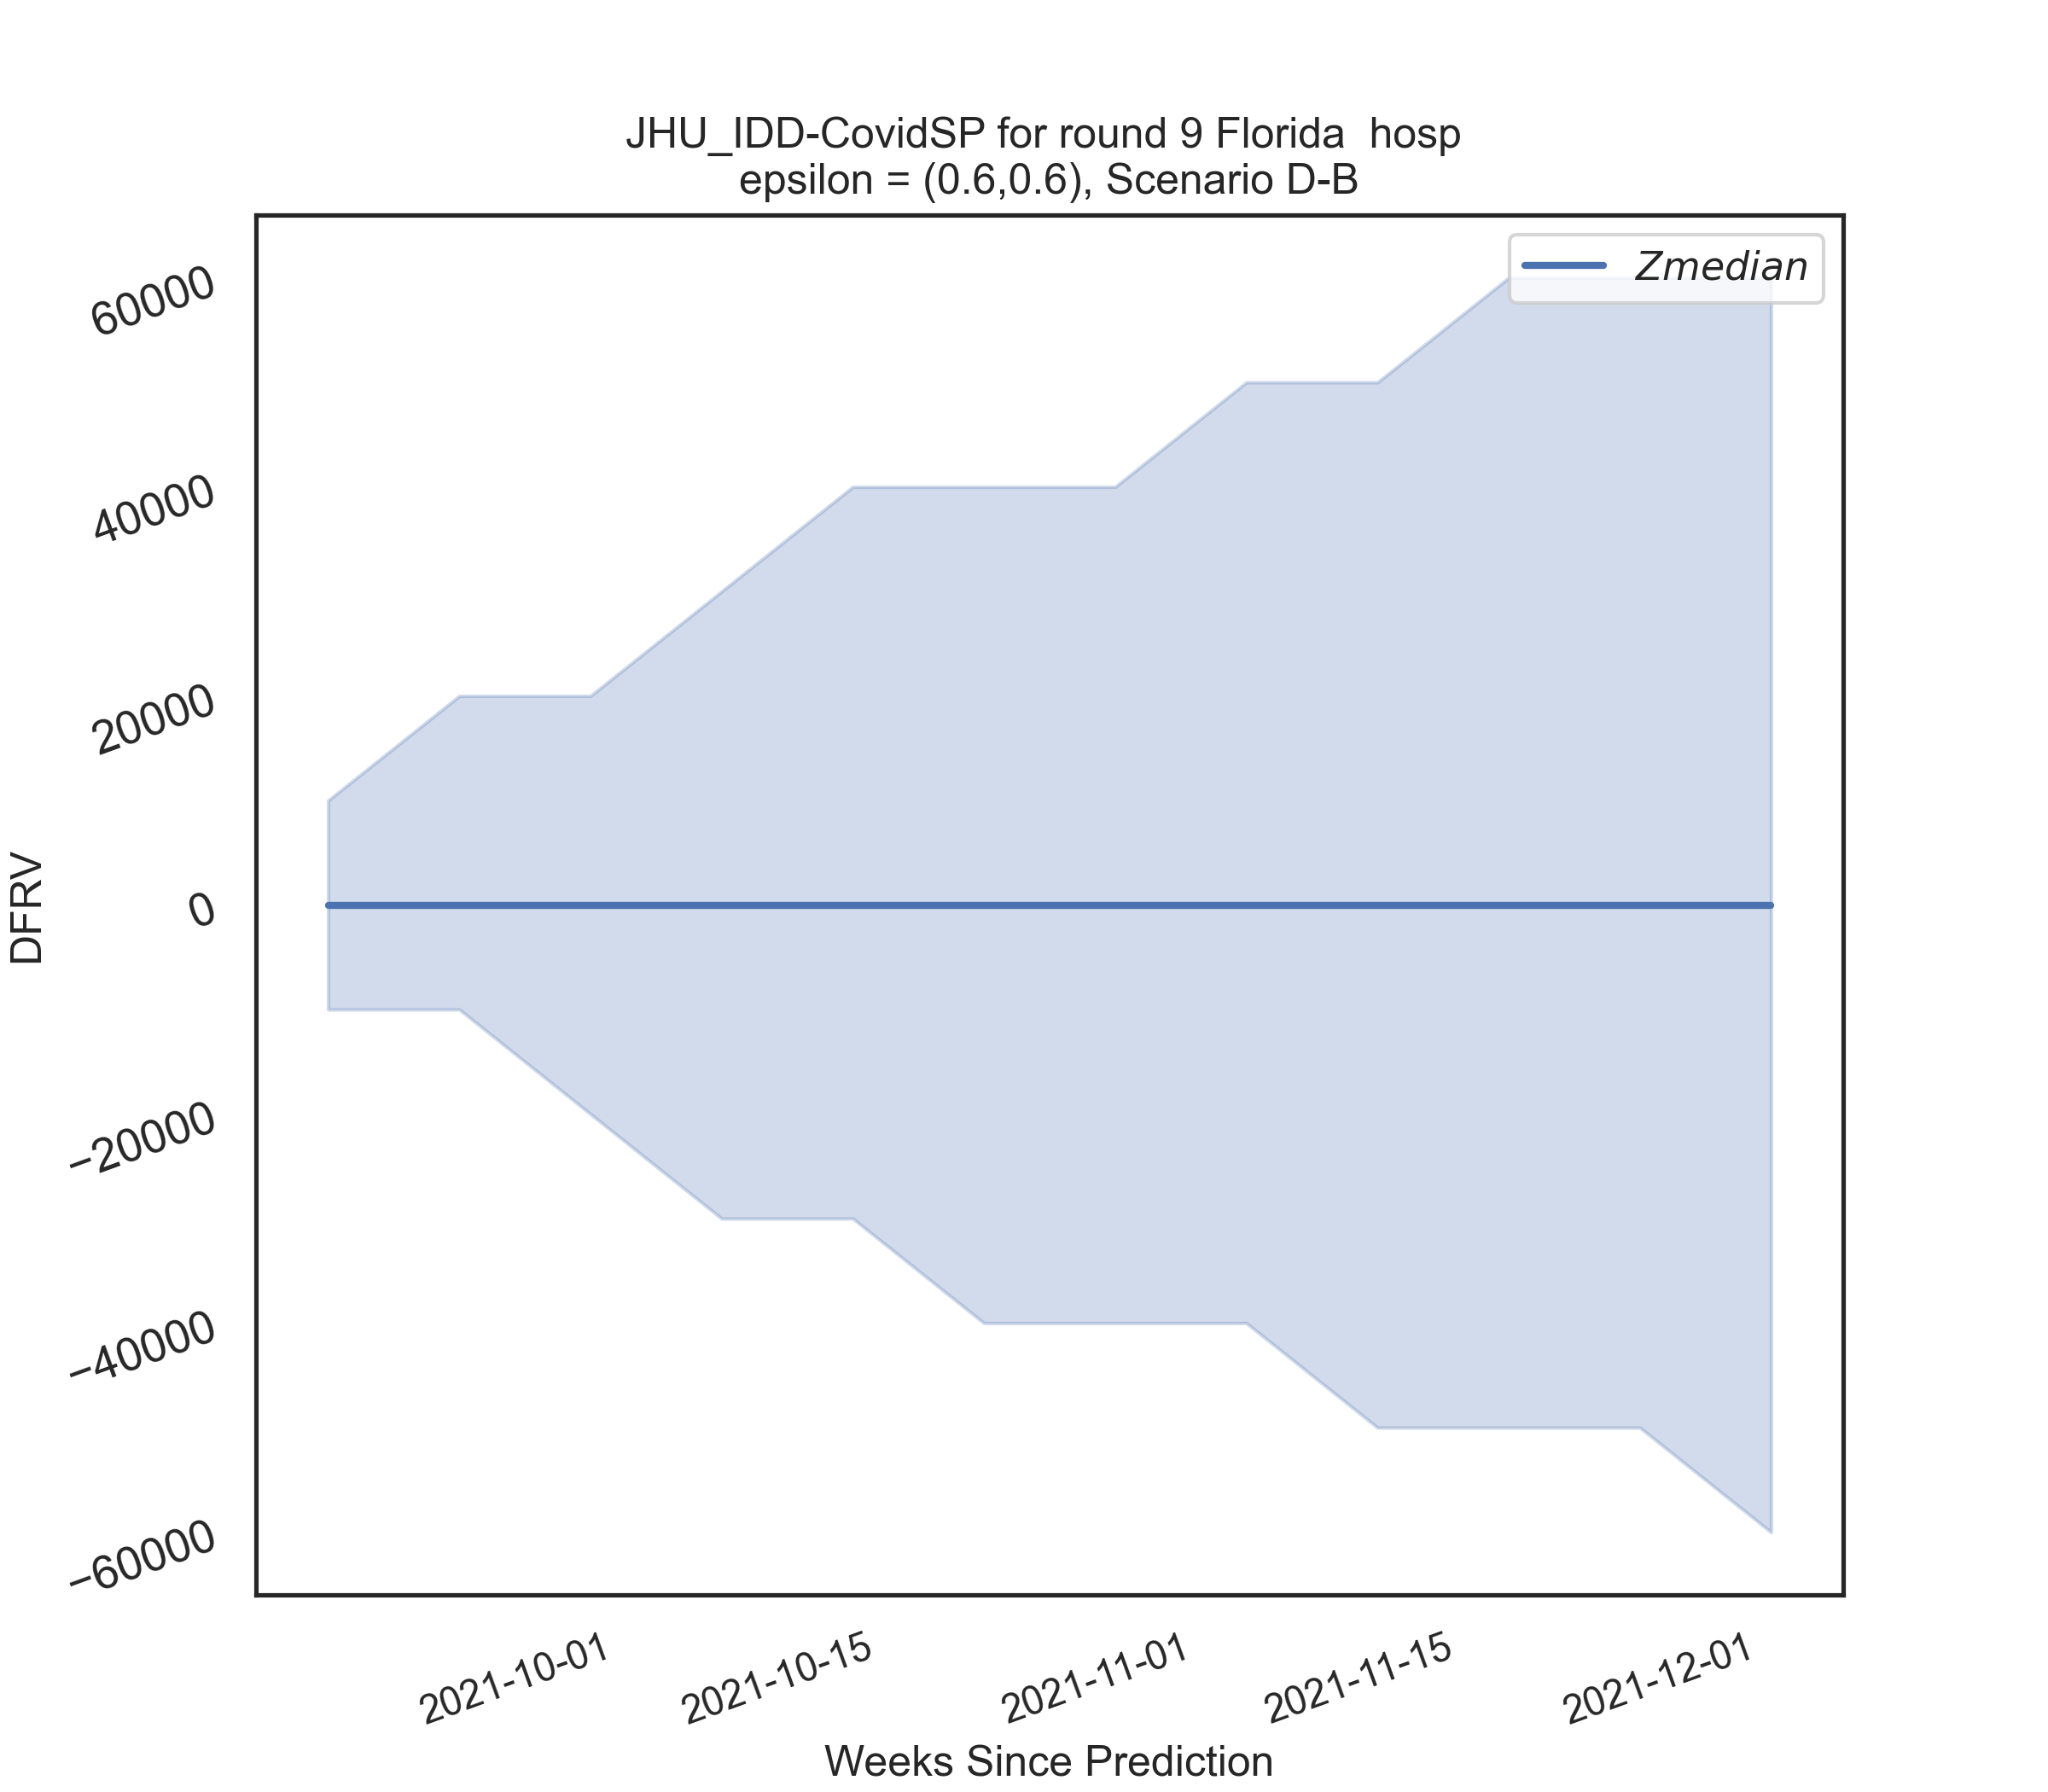 JHU_IDD-CovidSP for round 9 Florida  hosp
epsilon = (0.6,0.6), Scenario D-B
Zmedian
60000
40000
20000
0
−20000
−40000
−60000
DFRV
2021-10-01
2021-10-15
2021-11-01
2021-11-15
2021-12-01
Weeks Since Prediction